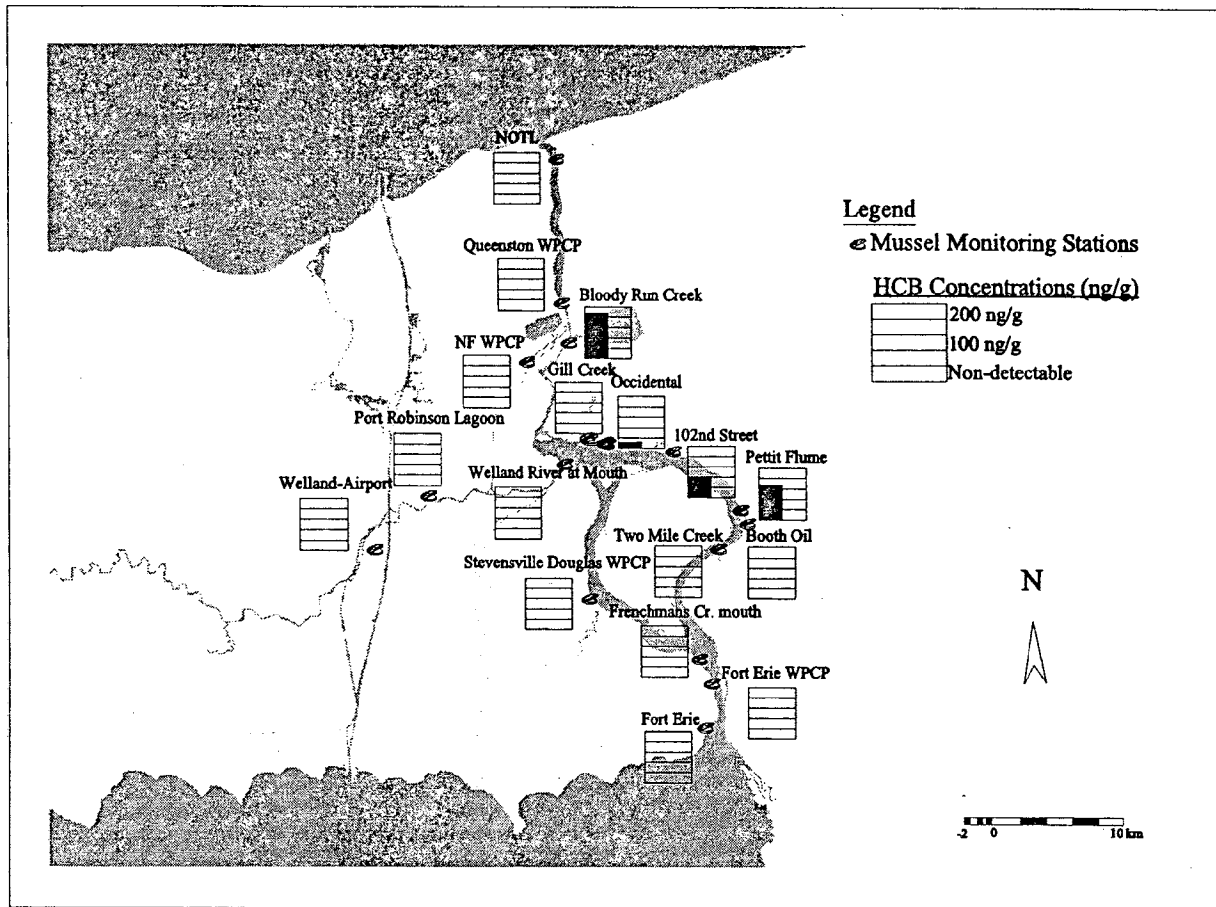 NOTL
Queenston WPCP
Bloody Run Creek
NF WPCP
Gill Creek
Occidental
Port Robinson Lagoon
102nd Street
Pettit Flume
Welland-Airport
Welland River at Mouth
Two Mile Creek
Booth Oil
Stevensville Douglas WPCP
Frenchmans Cr. mouth
Fort Erie WPCP
Fort Erie
Legend
Mussel Monitoring Stations
HCB Concentrations (ng/g)
200 ng/g
100 ng/g
Non-detectable
N
-2 0 10 km